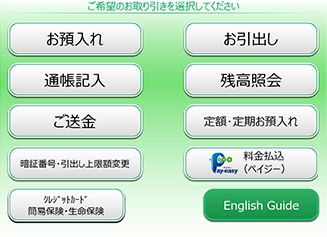 ご希望のお取り引きを選択してください
お預入れ
お引出し
通帳記入
残高照会
ご送金
定額・定期お預入れ
暗証番号・引出し上限額変更
Pay-easy
料金払込
(ペイジー)
ｸﾚｼﾞｯﾄｶｰﾄﾞ
簡易保険・生命保険
English Guide